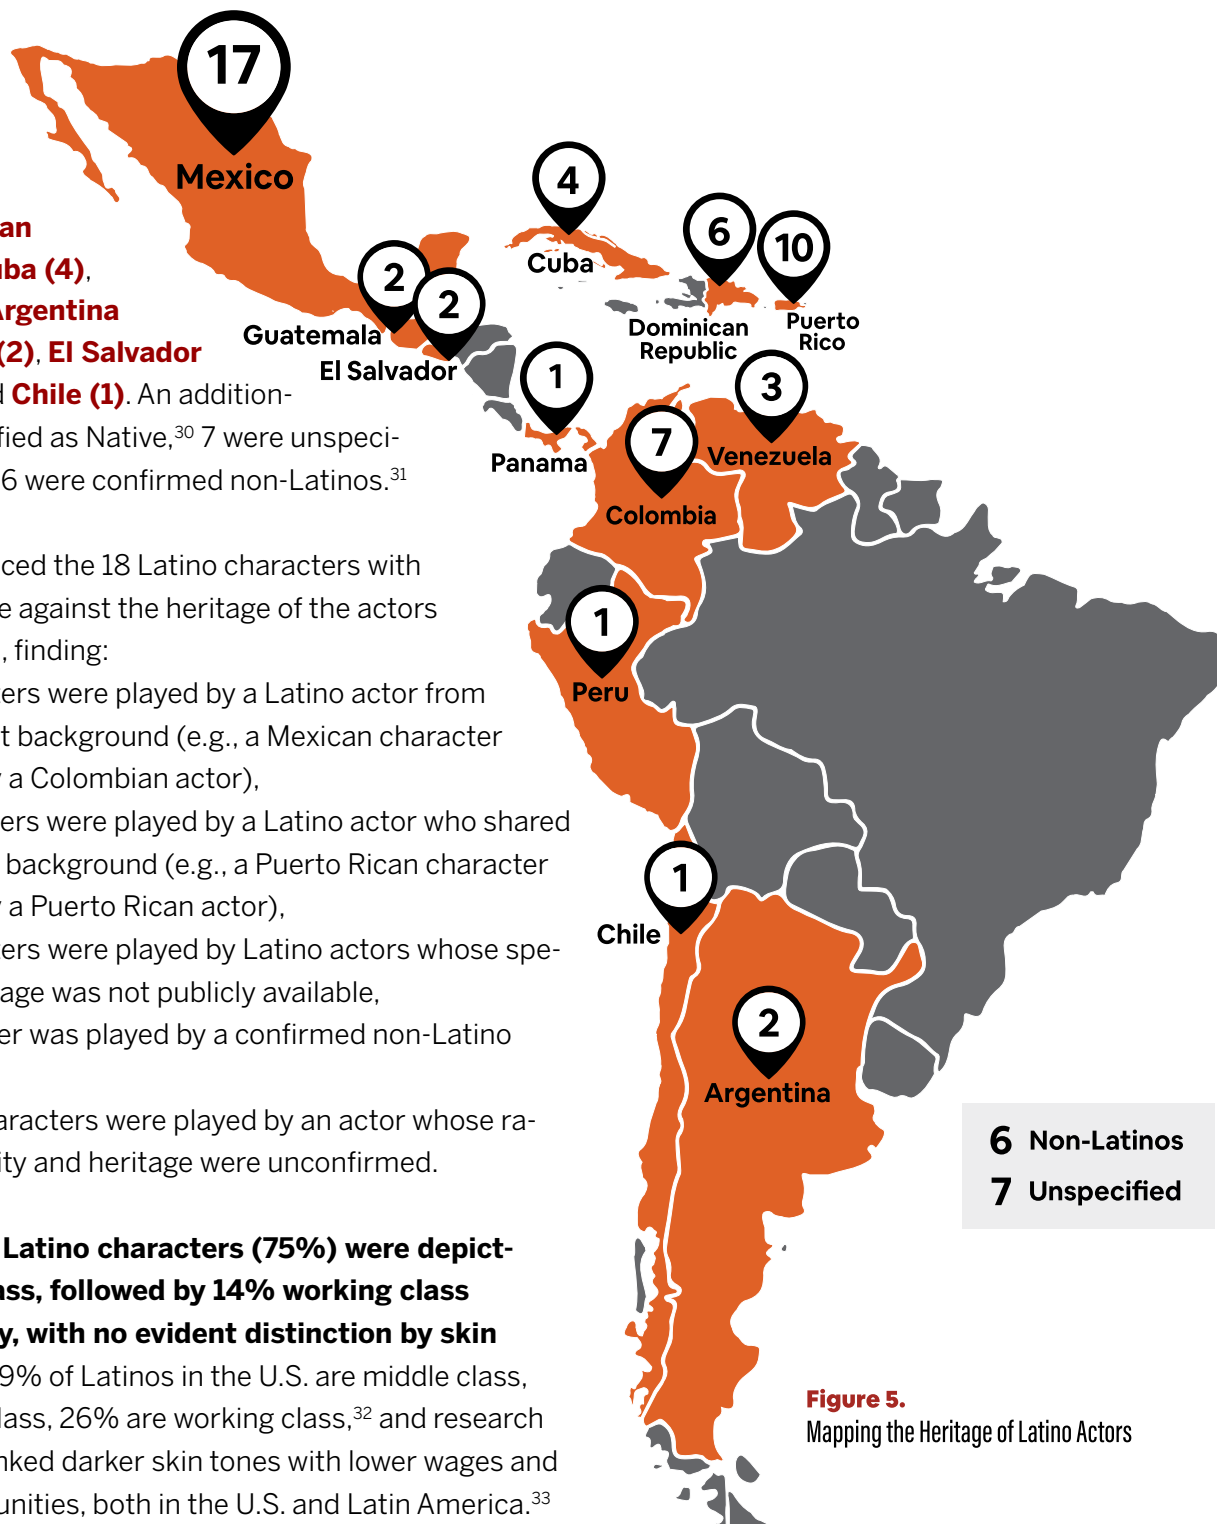 17
Mexico
4
Cuba
6
10
Dominican
Republic
Puerto
Rico
2
2
Guatemala
El Salvador
1
Panama
3
Venezuela
7
Colombia
1
Peru
1
Chile
2
Argentina
an
uba (4),
Argentina
(2), El Salvador
d Chile (1). An addition-
fied as Native,30 7 were unspeci-
6 were confirmed non-Latinos.31
ced the 18 Latino characters with
e against the heritage of the actors
, finding:
ters were played by a Latino actor from
t background (e.g., a Mexican character
y a Colombian actor),
ters were played by a Latino actor who shared
background (e.g., a Puerto Rican character
y a Puerto Rican actor),
ters were played by Latino actors whose spe-
age was not publicly available,
er was played by a confirmed non-Latino
aracters were played by an actor whose ra-
ity and heritage were unconfirmed.
Latino characters (75%) were depict-
ass, followed by 14% working class
y, with no evident distinction by skin
9% of Latinos in the U.S. are middle class,
lass, 26% are working class,32 and research
nked darker skin tones with lower wages and
unities, both in the U.S. and Latin America.33
6 Non-Latinos
7 Unspecified
Figure 5.
Mapping the Heritage of Latino Actors